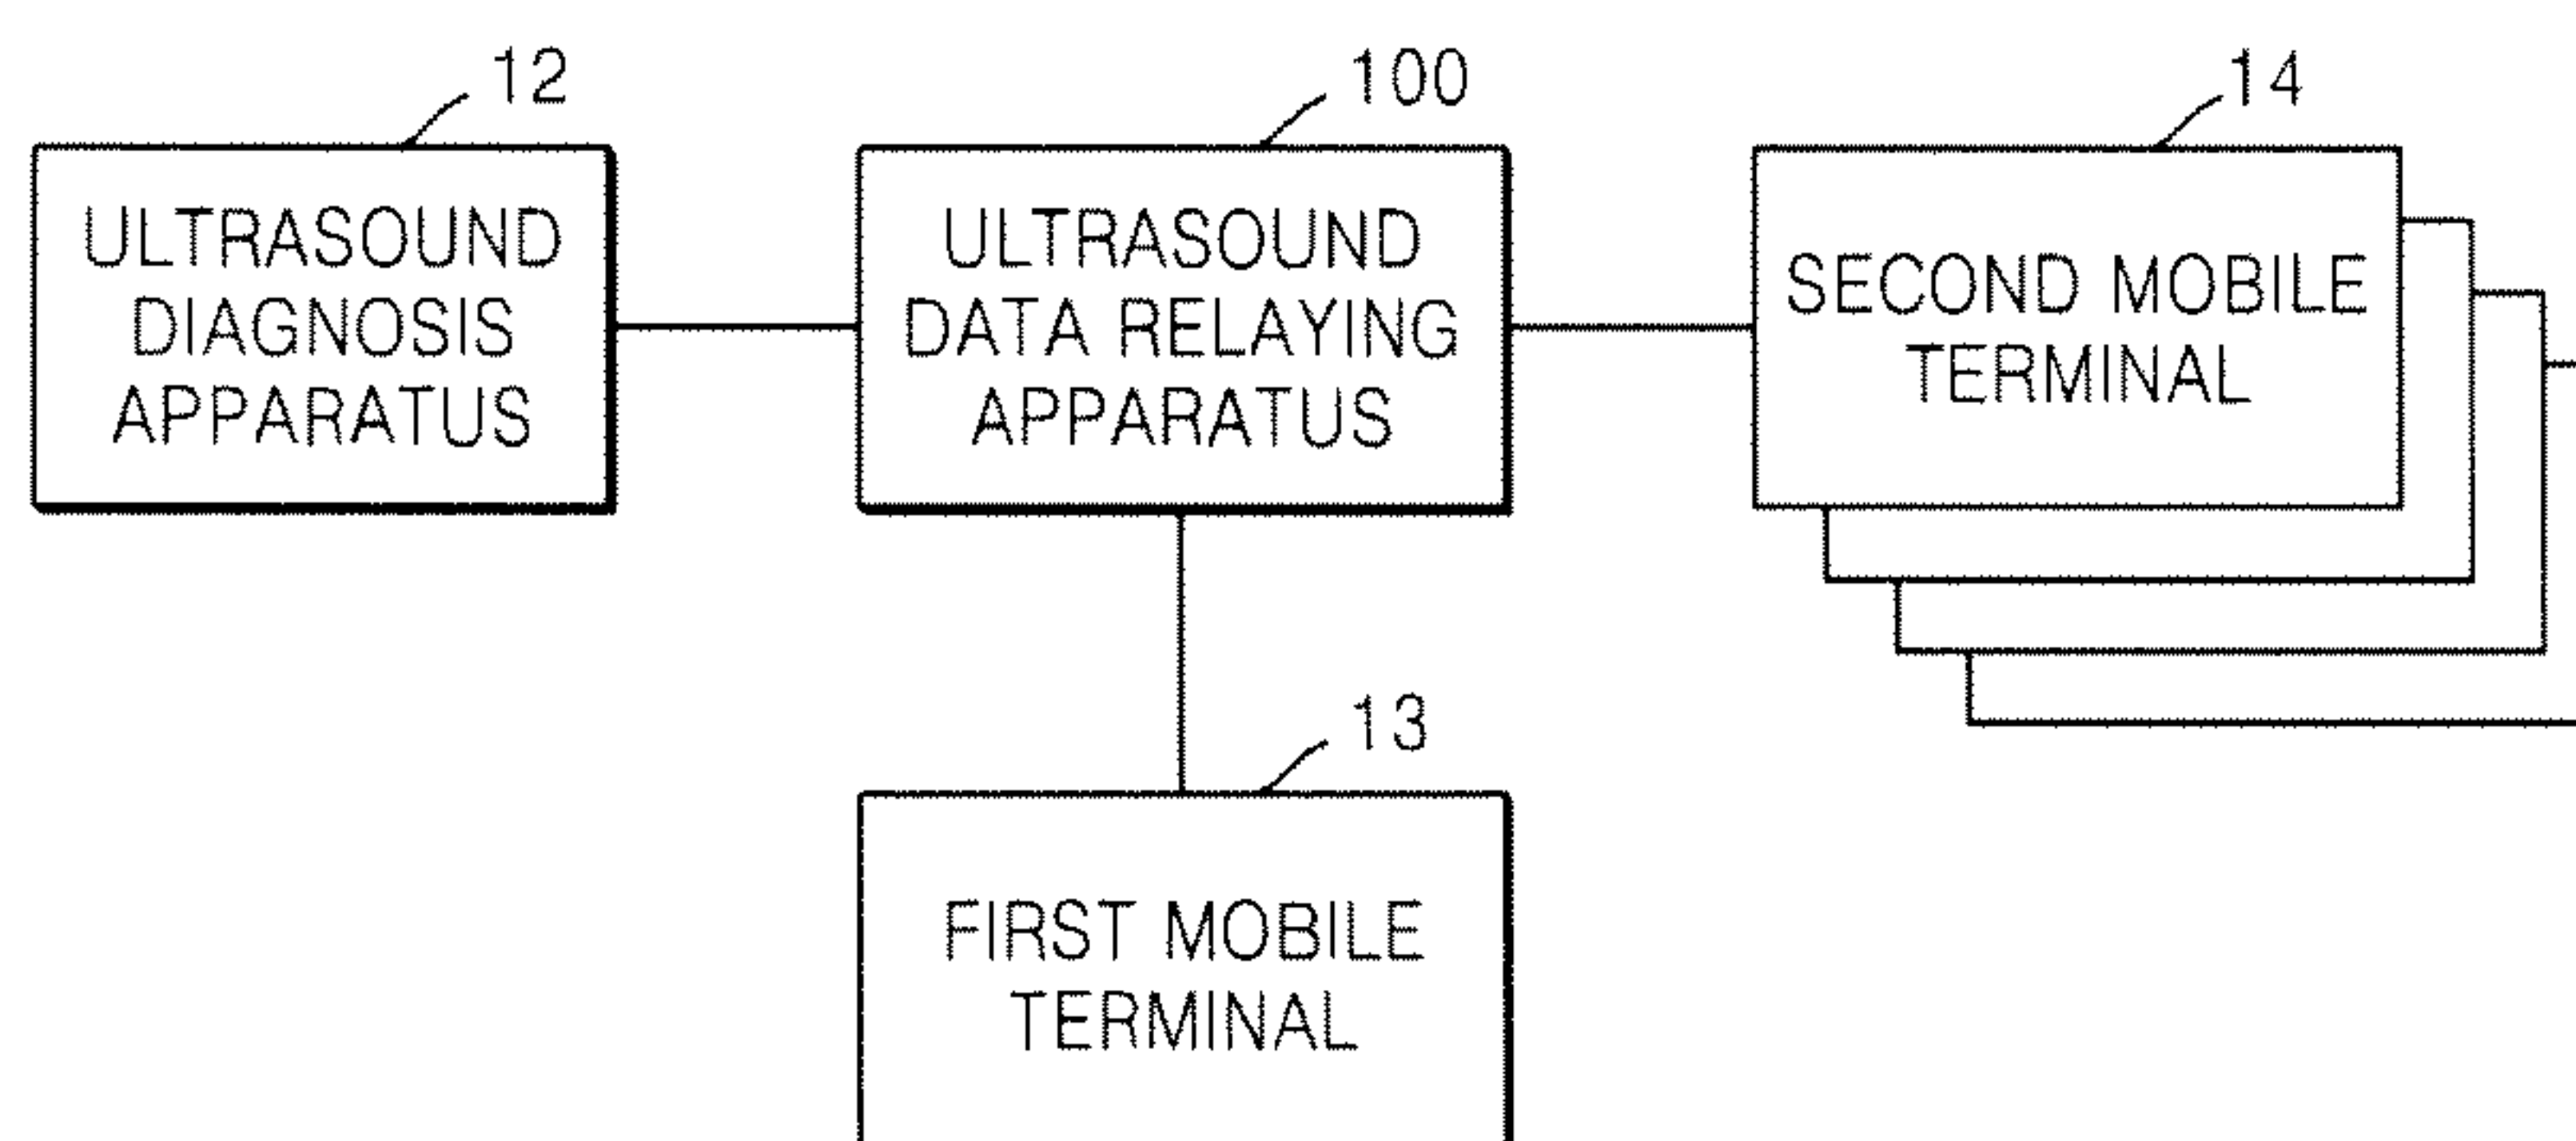 12
100
14
ULTRASOUND
DIAGNOSIS
APPARATUS
ULTRASOUND
DATA RELAYING
APPARATUS
SECOND MOBILE
TERMINAL
13
FIRST MOBILE
TERMINAL